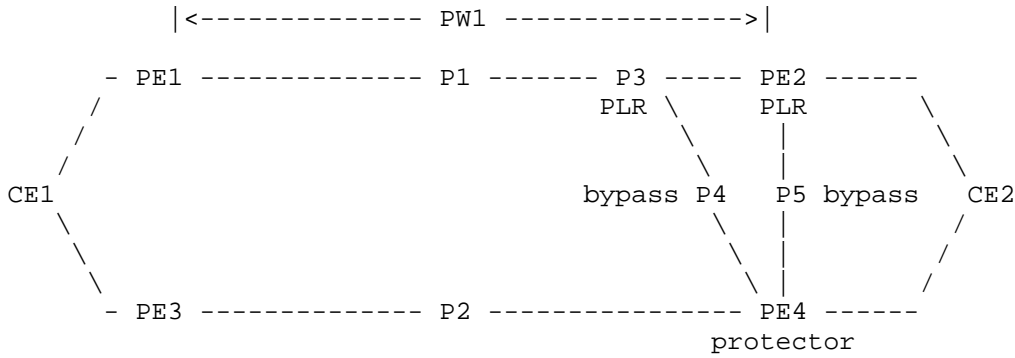 |<-------------- PW1 --------------->|
- PE1 -------------- P1 ------- P3 ----- PE2 ------
PLR PLR
CE1 bypass P4 P5 bypass CE2
- PE3 -------------- P2 ---------------- PE4 ------
protector